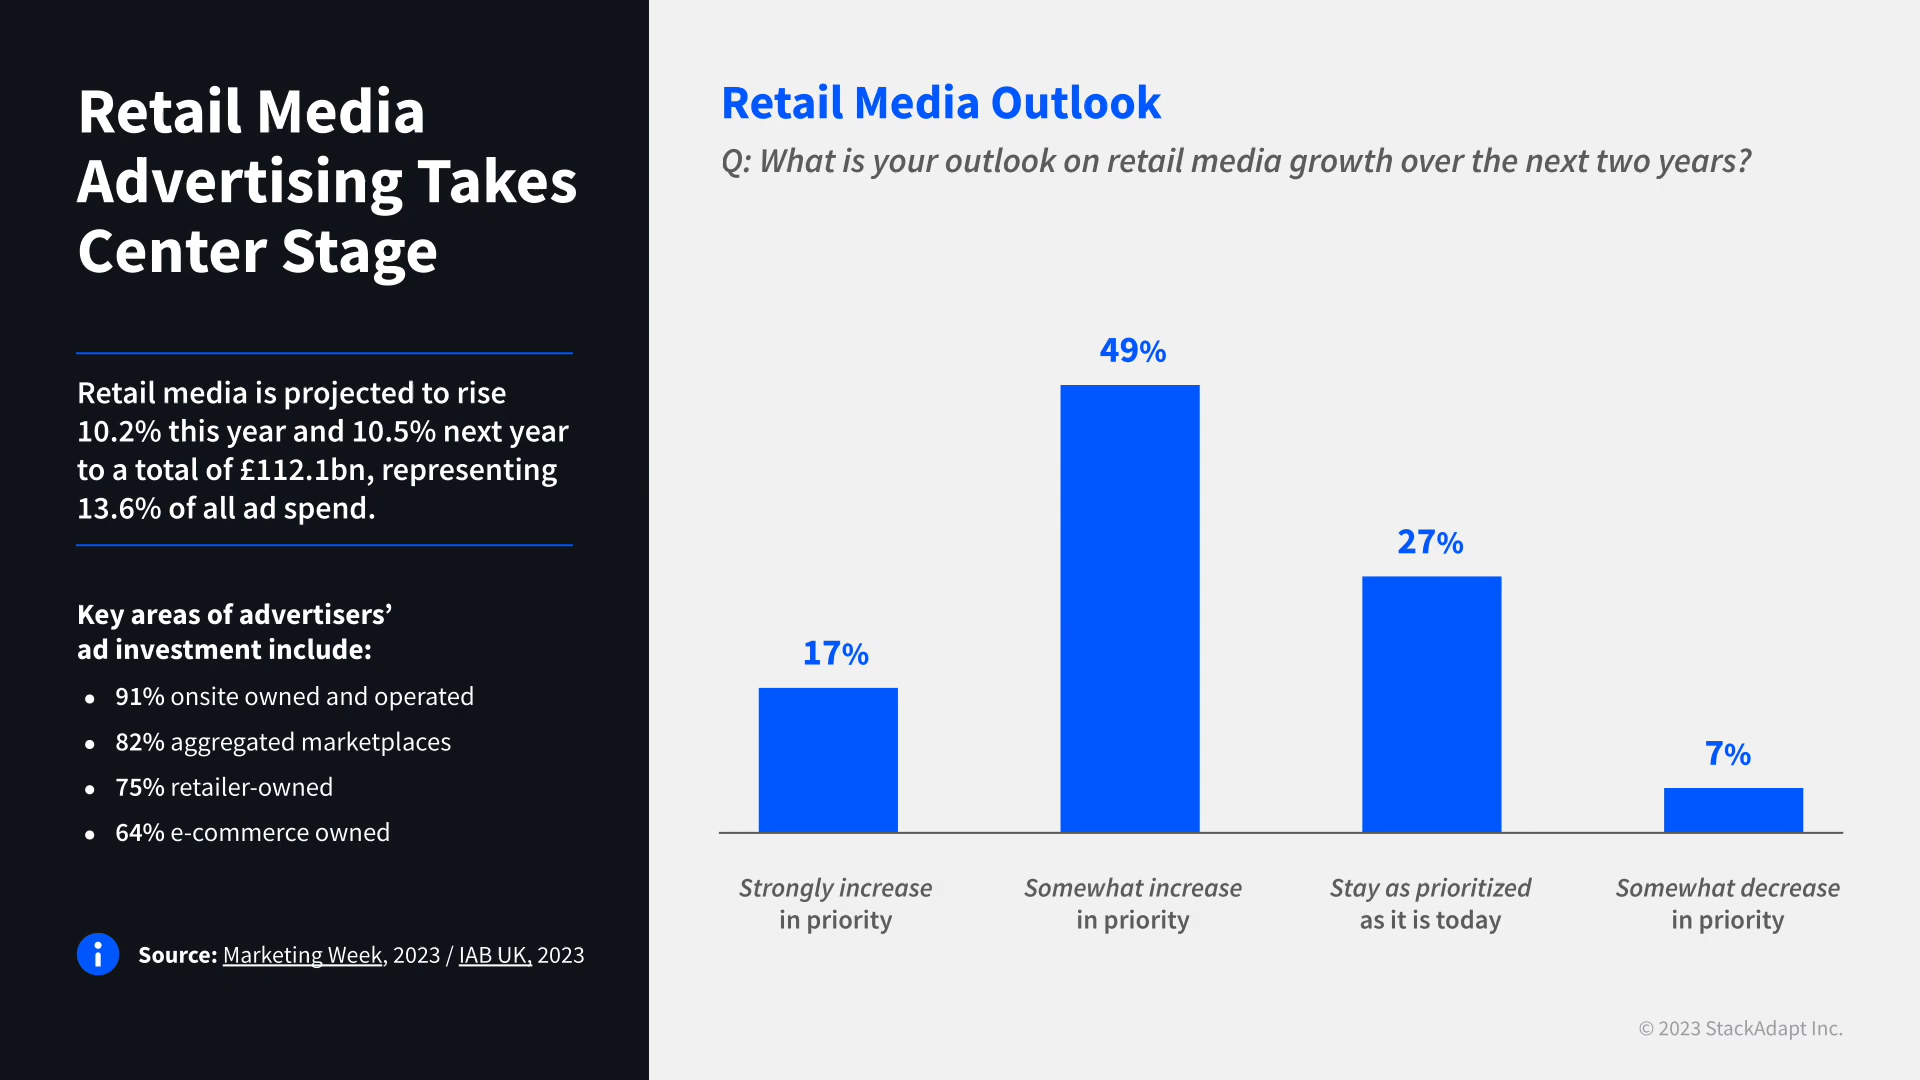 Retail Media
Advertising Takes
Center Stage
Retail media is projected to rise
10.2% this year and 10.5% next year
to a total of £112.1bn, representing
13.6% of all ad spend.
Key areas of advertisers’
ad investment include:
• 91% onsite owned and operated
• 82% aggregated marketplaces
• 75% retailer-owned
• 64% e-commerce owned
Source: Marketing Week, 2023 / IAB UK, 2023
Retail Media Outlook
Q: What is your outlook on retail media growth over the next two years?
17%
49%
27%
7%
Strongly increase
in priority
Somewhat increase
in priority
Stay as prioritized
as it is today
Somewhat decrease
in priority
© 2023 StackAdapt Inc.